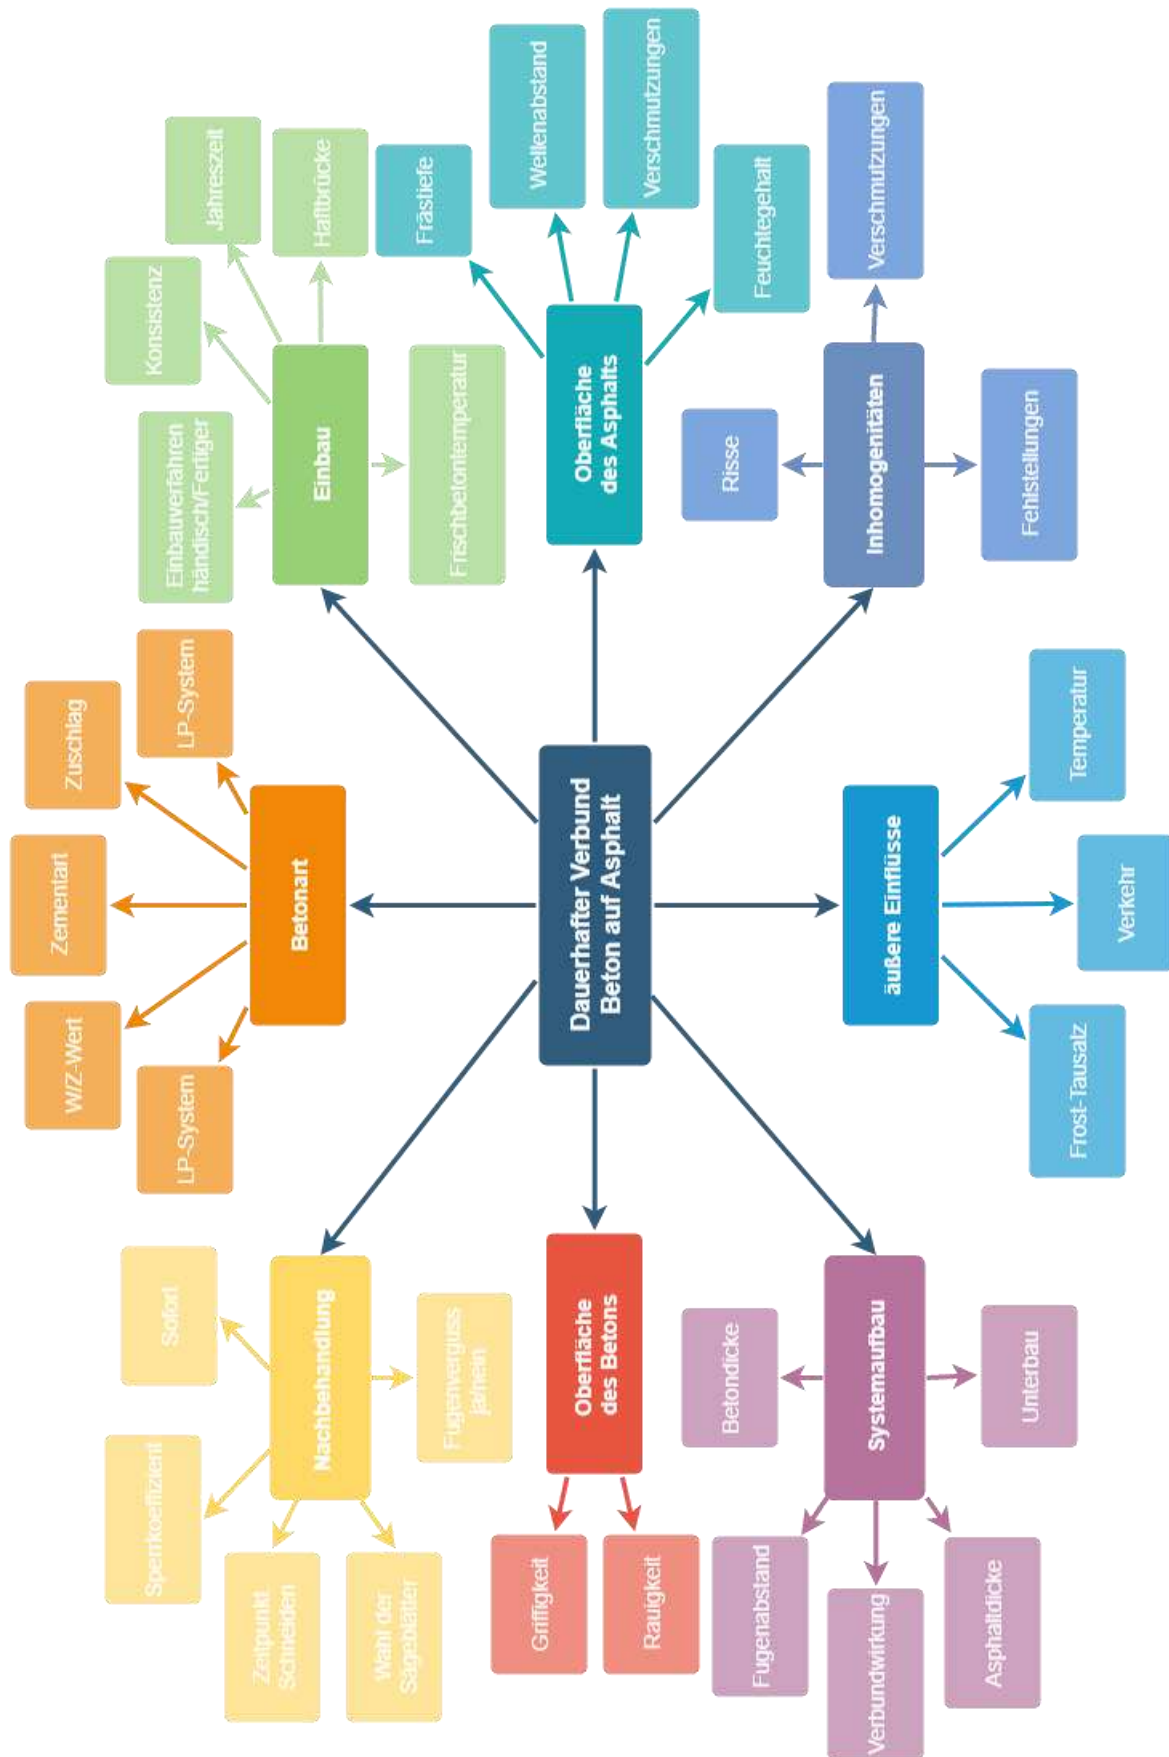 Sperrkoeffizient
Sofort
Zeitpunkt
Schneiden
Nachbehandlung
Wahl der
Sägeblätter
Fugenverguss
ja/nein
Zementart
W/Z-Wert
Zuschlag
LP-System
LP-System
Betonart
Konsistenz
Einbauverfahren
händisch/Fertiger
Jahreszeit
Einbau
Haftbrücke
Frischbetontemperatur
Griffigkeit
Oberfläche
des Betons
Rauigkeit
Dauerhafter Verbund
Beton auf Asphalt
Frästiefe
Wellenabstand
Oberfläche
des Asphalts
Verschmutzungen
Feuchtegehalt
Betondicke
Fugenabstand
Systemaufbau
Verbundwirkung
Asphaltdicke
Unterbau
äußere Einflüsse
Frost-Tausalz
Verkehr
Temperatur
Risse
Inhomogenitäten
Verschmutzungen
Fehlstellungen